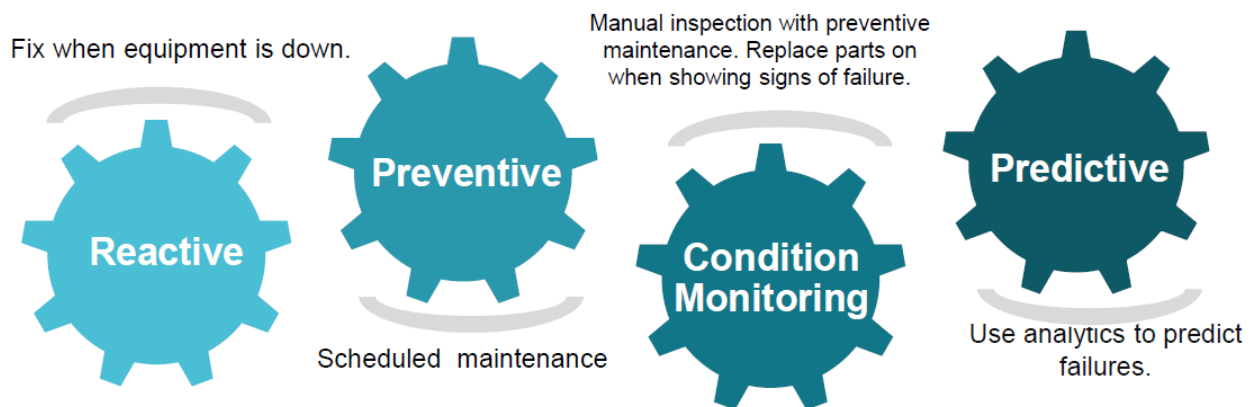 Fix when equipment is down.
Reactive
Preventive
Scheduled maintenance
Manual inspection with preventive
maintenance. Replace parts on
when showing signs of failure.
Condition
Monitoring
Predictive
Use analytics to predict
failures.